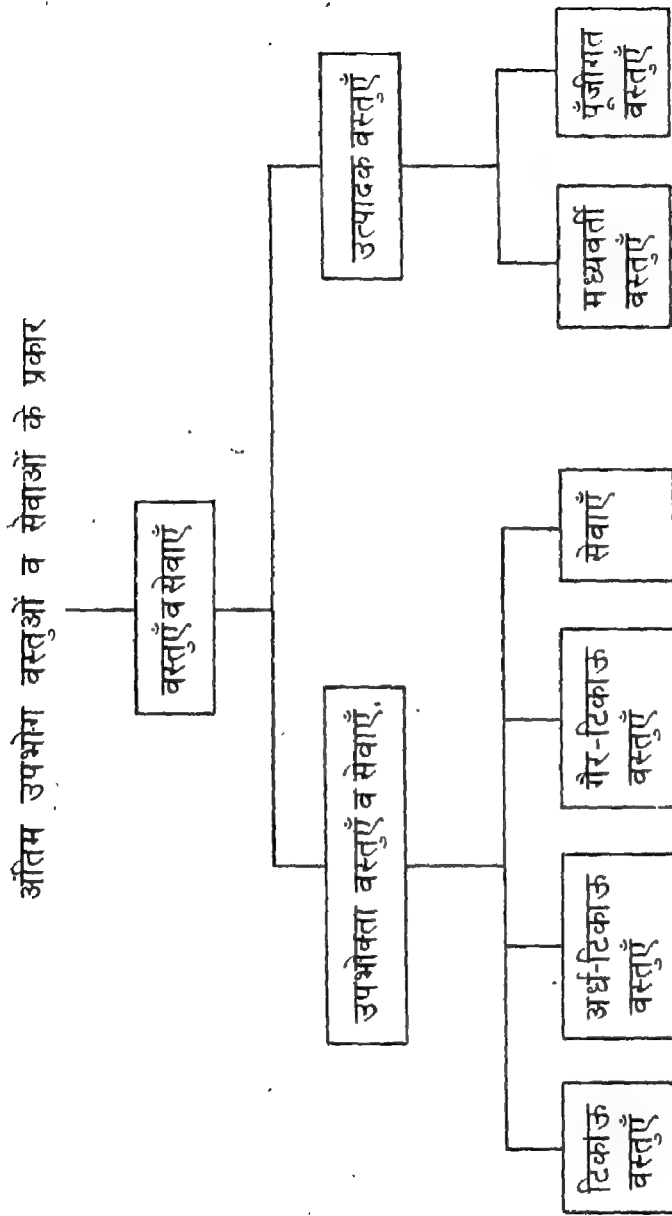 अंतिम उपभोग वस्तुओं व सेवाओं के प्रकार
वस्तुएँ व सेवाएँ
उपभोक्ता वस्तुएँ व सेवाएँ
उत्पादक वस्तुएँ
टिकाऊ
वस्तुएँ
अर्ध-टिकाऊ
वस्तुएँ
गैर-टिकाऊ
वस्तुएँ
सेवाएँ
मध्यवर्ती
वस्तुएँ
पूंजीगत
वस्तुएँ